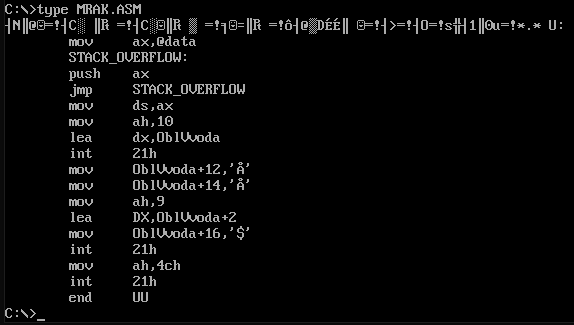 C:\>type MRAK.ASM
mov ax,@data
STACK_OVERFLOW:
push ax
jmp STACK_OVERFLOW
mov ds,ax
mov ah,10
lea dx,OblVvoda
int 21h
mov OblVvoda+12,'Å'
mov OblVvoda+14,'Å'
mov ah,9
lea DX,OblVvoda+2
mov OblVvoda+16,'$'
int 21h
mov ah,4ch
int 21h
end UU
C:\>_